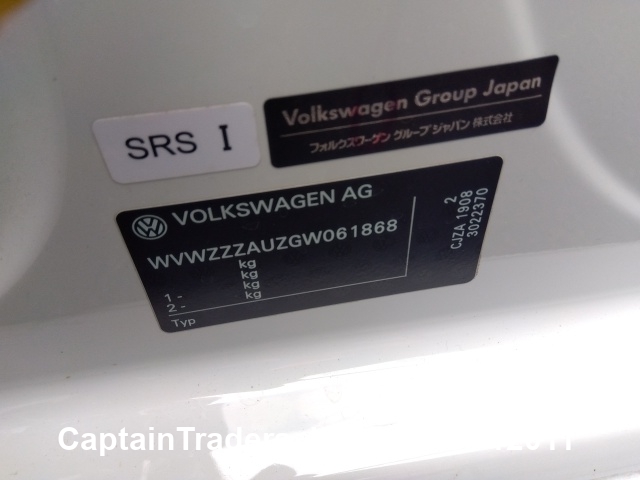 Volkswagen Group Japan
フォルクスワーゲン グループ ジャパン 株式会社
SRS I
VOLKSWAGEN AG
WVWZZZAUZGW061868
kg
kg
1 - kg
2 - kg
Typ
2
CJZA 1908
3022370